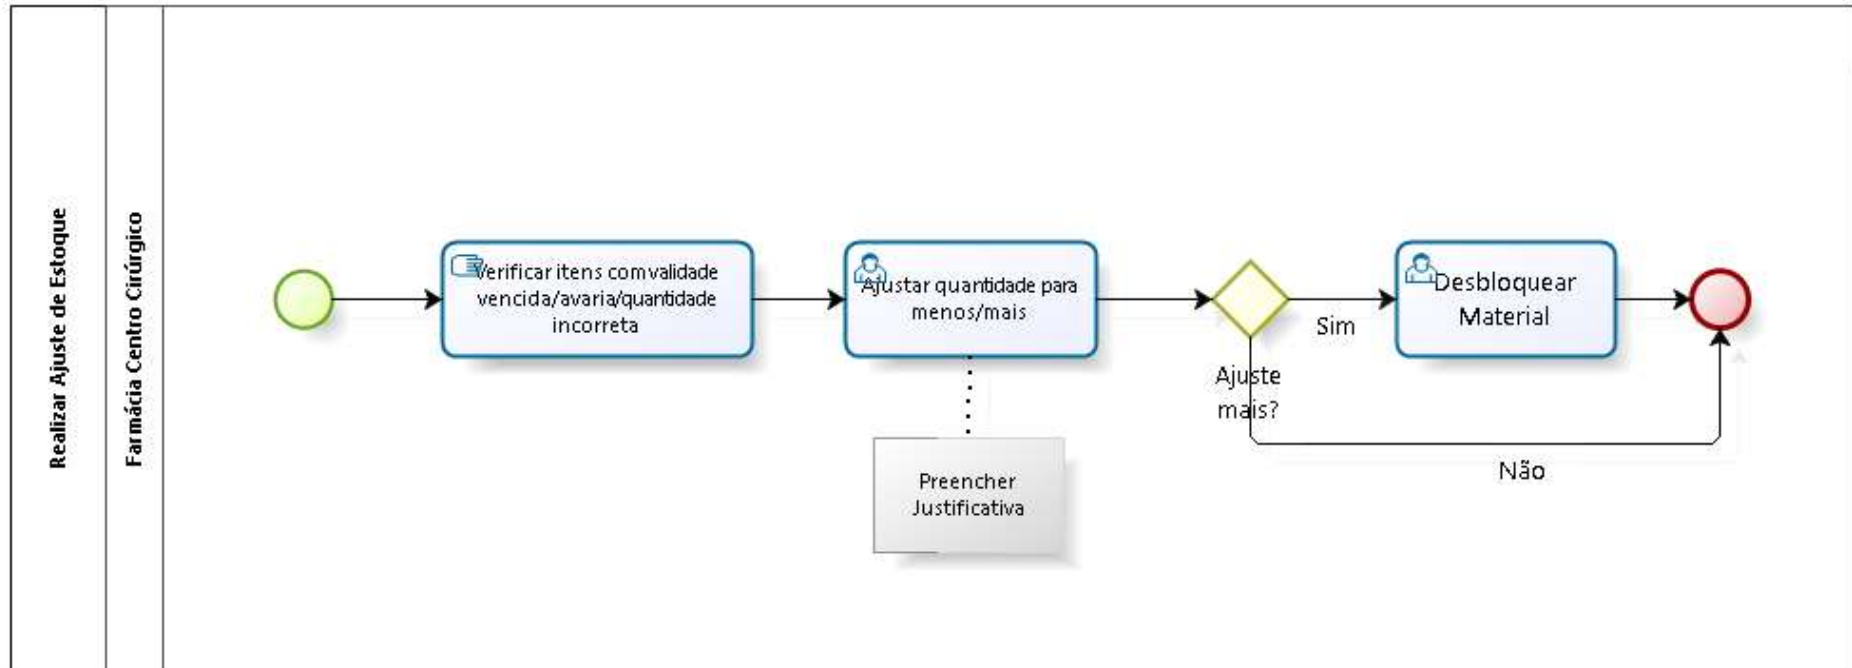 Realizar Ajuste de Estoque
Farmácia Centro Cirúrgico
Verificar itens com validade
vencida/avaria/quantidade
incorreta
Ajustar quantidade para
menos/mais
Preencher
Justificativa
Ajuste
mais?
Sim
Não
Desbloquear
Material